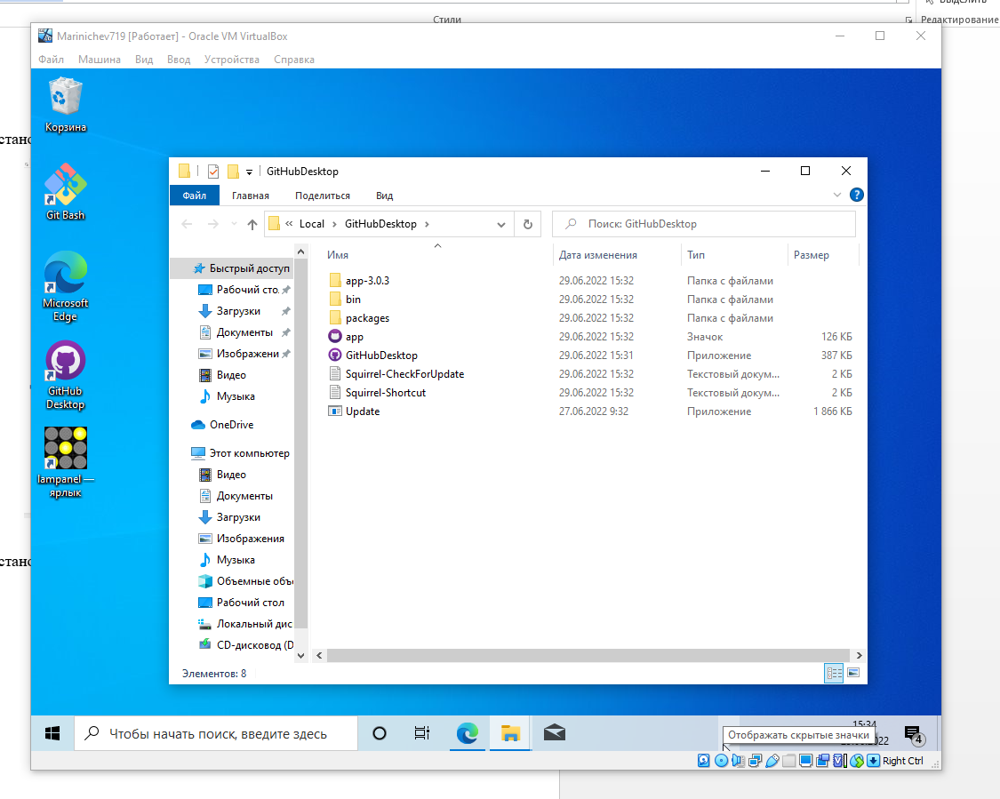 Выделить
Стили
Редактирование
Marinichev719 [Работает] - Oracle VM VirtualBox
Файл Машина Вид Ввод Устройства Справка
Корзина
Git Bash
Microsoft
Edge
GitHub
Desktop
lampanel —
ярлык
GitHubDesktop
Файл Главная Поделиться Вид
« Local › GitHubDesktop ›
Поиск: GitHubDesktop
Имя Дата изменения Тип Размер
Быстрый доступ
Рабочий сто.
Загрузки
Документы
Изображени
Видео
Музыка
OneDrive
Этот компьютер
Видео
Документы
Загрузки
Изображения
Музыка
Объемные объ
Рабочий стол
Локальный дис
CD-дисковод (D
app-3.0.3 29.06.2022 15:32 Папка с файлами
bin 29.06.2022 15:32 Папка с файлами
packages 29.06.2022 15:32 Папка с файлами
app 29.06.2022 15:32 Значок 126 КБ
GitHubDesktop 29.06.2022 15:31 Приложение 387 КБ
Squirrel-CheckForUpdate 29.06.2022 15:32 Текстовый докум... 2 КБ
Squirrel-Shortcut 29.06.2022 15:32 Текстовый докум... 2 КБ
Update 27.06.2022 9:32 Приложение 1 866 КБ
Элементов: 8
Чтобы начать поиск, введите здесь
15:34
Отображать скрытые значки
4
Right Ctrl